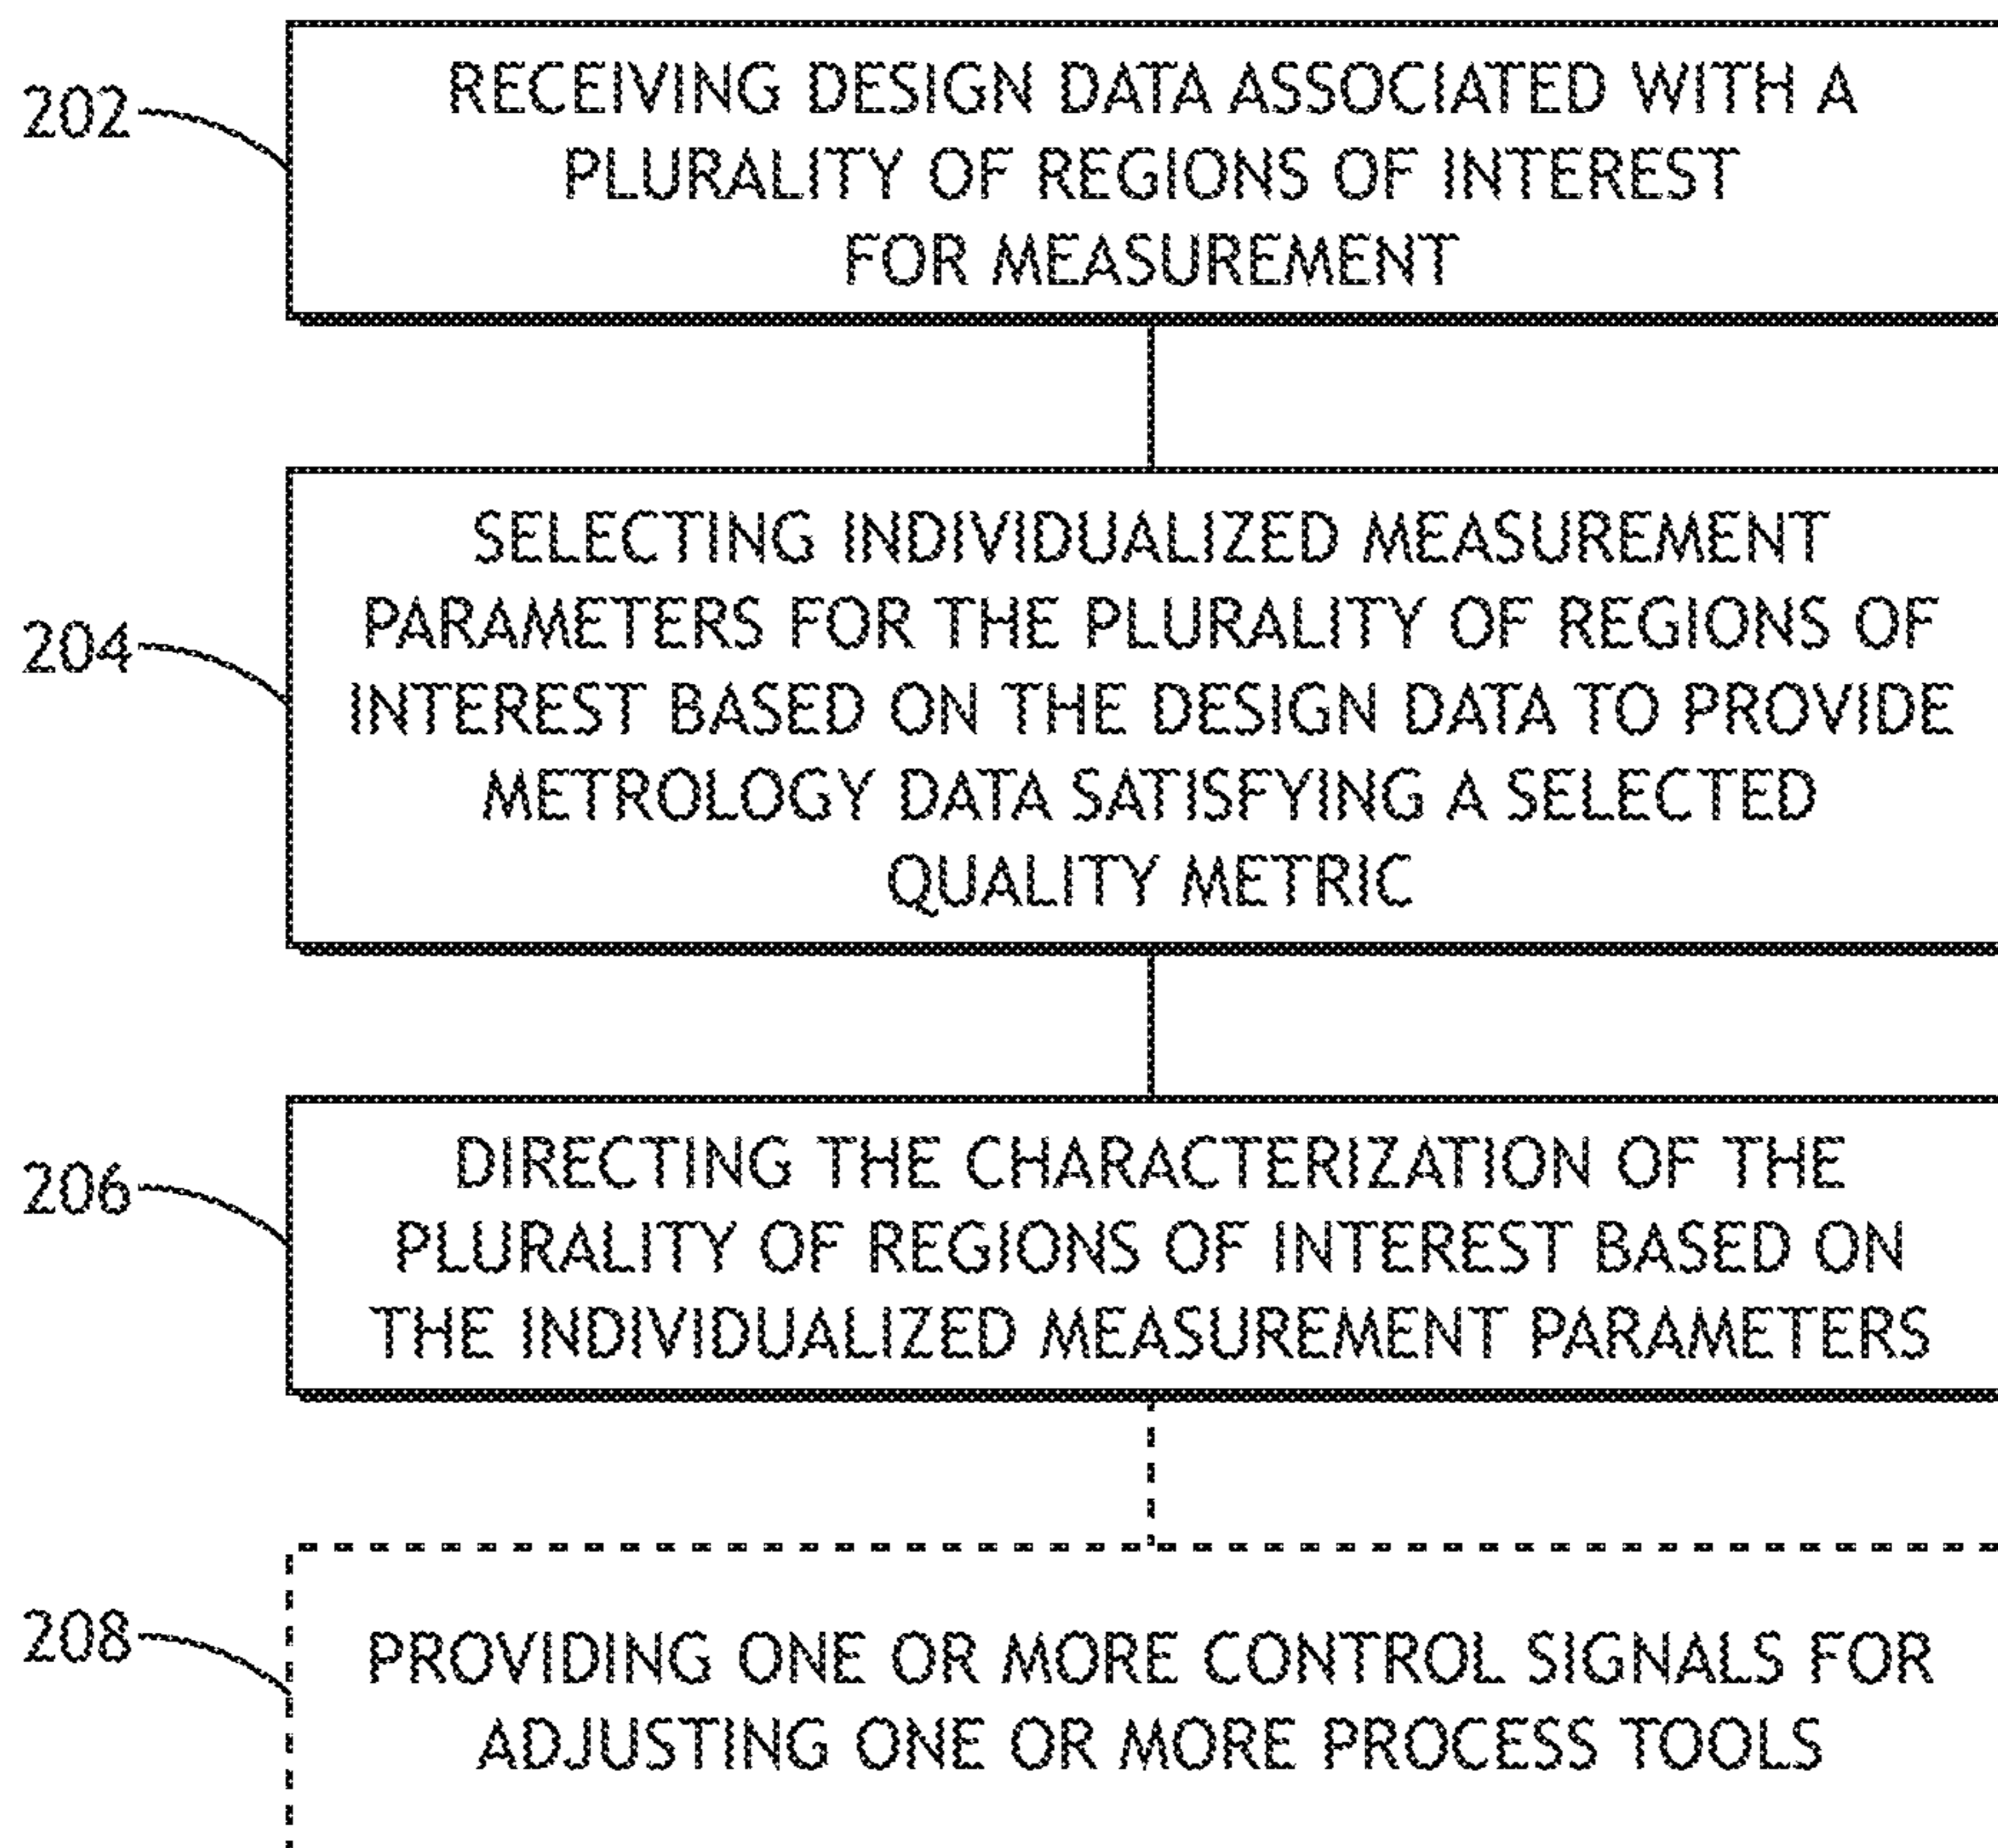 202
RECEIVING DESIGN DATA ASSOCIATED WITH A
PLURALITY OF REGIONS OF INTEREST
FOR MEASUREMENT
204
SELECTING INDIVIDUALIZED MEASUREMENT
PARAMETERS FOR THE PLURALITY OF REGIONS OF
INTEREST BASED ON THE DESIGN DATA TO PROVIDE
METROLOGY DATA SATISFYING A SELECTED
QUALITY METRIC
206
DIRECTING THE CHARACTERIZATION OF THE
PLURALITY OF REGIONS OF INTEREST BASED ON
THE INDIVIDUALIZED MEASUREMENT PARAMETERS
208
PROVIDING ONE OR MORE CONTROL SIGNALS FOR
ADJUSTING ONE OR MORE PROCESS TOOLS